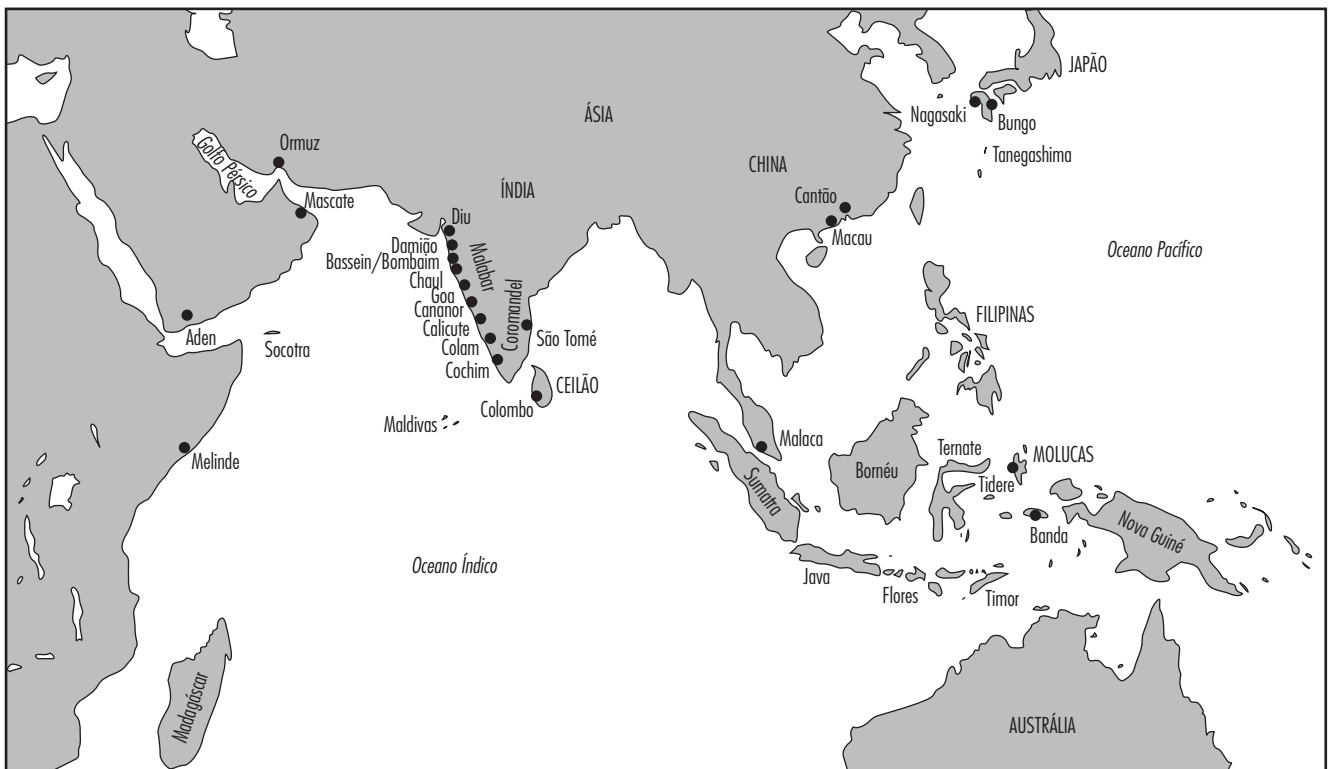 JAPÃO
Nagasaki
Bungo
Tanegashima
ÁSIA
CHINA
Cantão
Macau
Oceano Pacífico
Ormuz
Golfo Pérsico
Mascate
ÍNDIA
Diu
Damião
Bassein/Bombaim
Chaul
Goa
Cananor
Calicute
Colam
Cochim
Malabar
Coromandel
São Tomé
CEILÃO
Colombo
Maldivas
Aden
Socotra
Melinde
FILIPINAS
Malaca
Sumatra
Bornéu
Ternate
MOLUCAS
Tidere
Banda
Nova Guiné
Oceano Índico
Java
Flores
Timor
Madagáscar
AUSTRÁLIA